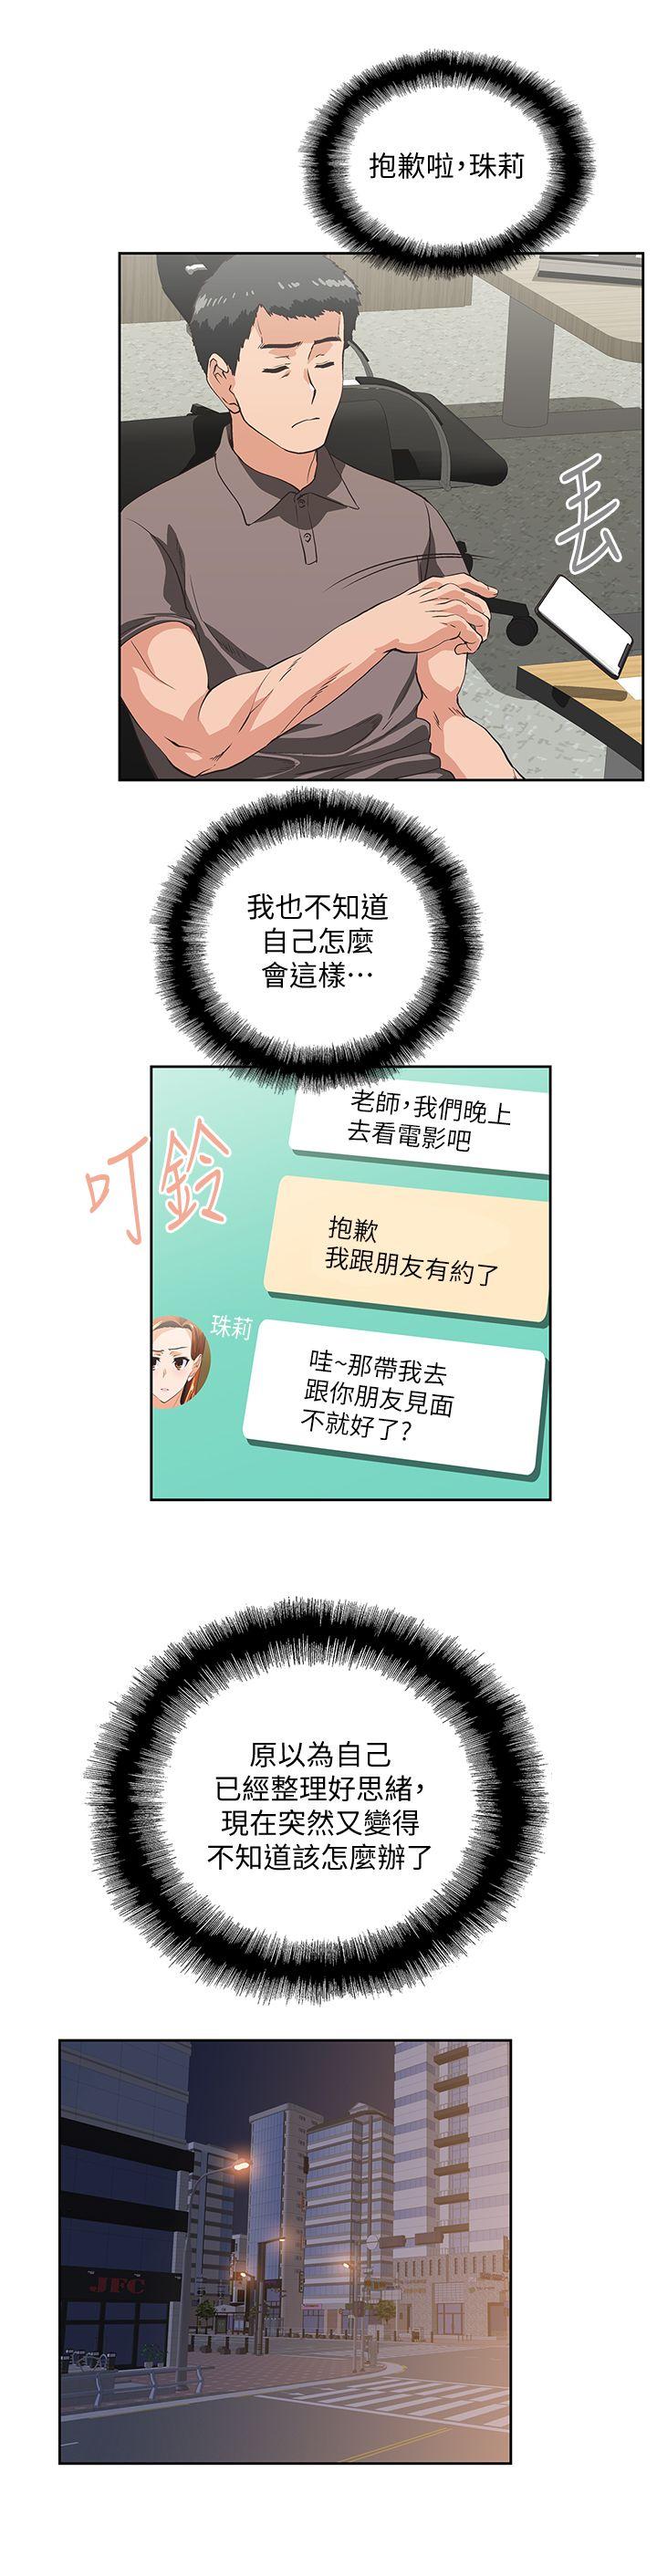 抱歉啦，珠莉
丟
我也不知道
自己怎麼
會這樣⋯
老師，我們晚上
去看電影吧
叮鈴
抱歉
我跟朋友有約了
珠莉
哇~那帶我去
跟你朋友見面
不就好了?
原以為自己
已經整理好思緒，
現在突然又變得
不知道該怎麼辦了
JFC